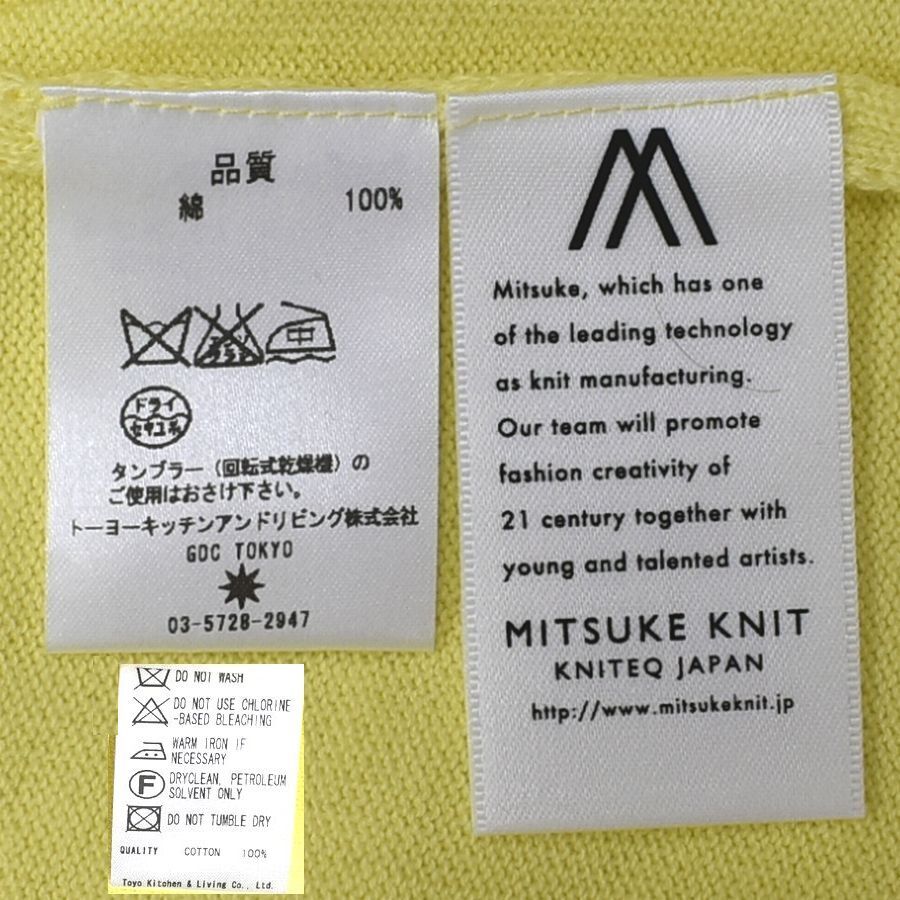 品質
綿 100%
中
ドライ
セキユ系
タンブラー（回転式乾燥機）の
ご使用はおさけ下さい。
トーヨーキッチンアンドリビング株式会社
GDC TOKYO
03-5728-2947
DO NOT WASH
DO NOT USE CHLORINE
-BASED BLEACHING
WARM IRON IF
NECESSARY
F DRYCLEAN, PETROLEUM
SOLVENT ONLY
DO NOT TUMBLE DRY
QUALITY COTTON 100%
Toyo Kitchen & Living Co., Ltd.
Mitsuke, which has one
of the leading technology
as knit manufacturing.
Our team will promote
fashion creativity of
21 century together with
young and talented artists.
MITSUKE KNIT
KNITEQ JAPAN
http://www.mitsukeknit.jp